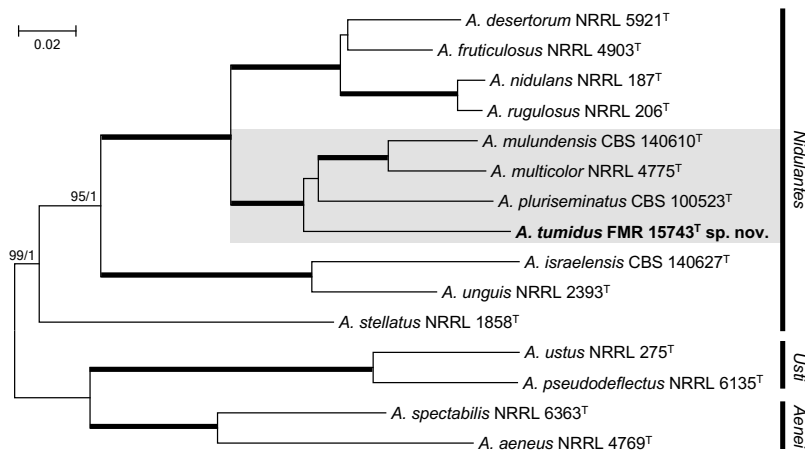 0.02
A. desertorum NRRL 5921ᵀ
A. fruticulosus NRRL 4903ᵀ
A. nidulans NRRL 187ᵀ
A. rugulosus NRRL 206ᵀ
A. mulundensis CBS 140610ᵀ
A. multicolor NRRL 4775ᵀ
A. pluriseminatus CBS 100523ᵀ
A. tumidus FMR 15743ᵀ sp. nov.
A. israelensis CBS 140627ᵀ
A. unguis NRRL 2393ᵀ
A. stellatus NRRL 1858ᵀ
A. ustus NRRL 275ᵀ
A. pseudodeflectus NRRL 6135ᵀ
A. spectabilis NRRL 6363ᵀ
A. aeneus NRRL 4769ᵀ
95/1
99/1
Nidulantes
Usti
Aenei